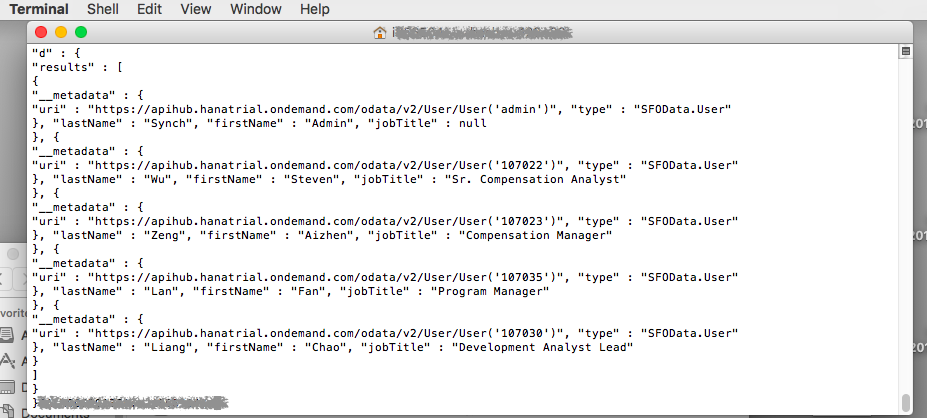 Terminal Shell Edit View Window Help
"d" : {
"results" : [
{
"__metadata" : {
"uri" : "https://apihub.hanatrial.ondemand.com/odata/v2/User/User('admin')", "type" : "SFOData.User"
}, "lastName" : "Synch", "firstName" : "Admin", "jobTitle" : null
}, {
"__metadata" : {
"uri" : "https://apihub.hanatrial.ondemand.com/odata/v2/User/User('107022')", "type" : "SFOData.User"
}, "lastName" : "Wu", "firstName" : "Steven", "jobTitle" : "Sr. Compensation Analyst"
}, {
"__metadata" : {
"uri" : "https://apihub.hanatrial.ondemand.com/odata/v2/User/User('107023')", "type" : "SFOData.User"
}, "lastName" : "Zeng", "firstName" : "Aizhen", "jobTitle" : "Compensation Manager"
}, {
"__metadata" : {
"uri" : "https://apihub.hanatrial.ondemand.com/odata/v2/User/User('107035')", "type" : "SFOData.User"
}, "lastName" : "Lan", "firstName" : "Fan", "jobTitle" : "Program Manager"
}, {
"__metadata" : {
"uri" : "https://apihub.hanatrial.ondemand.com/odata/v2/User/User('107030')", "type" : "SFOData.User"
}, "lastName" : "Liang", "firstName" : "Chao", "jobTitle" : "Development Analyst Lead"
}
]
}
}